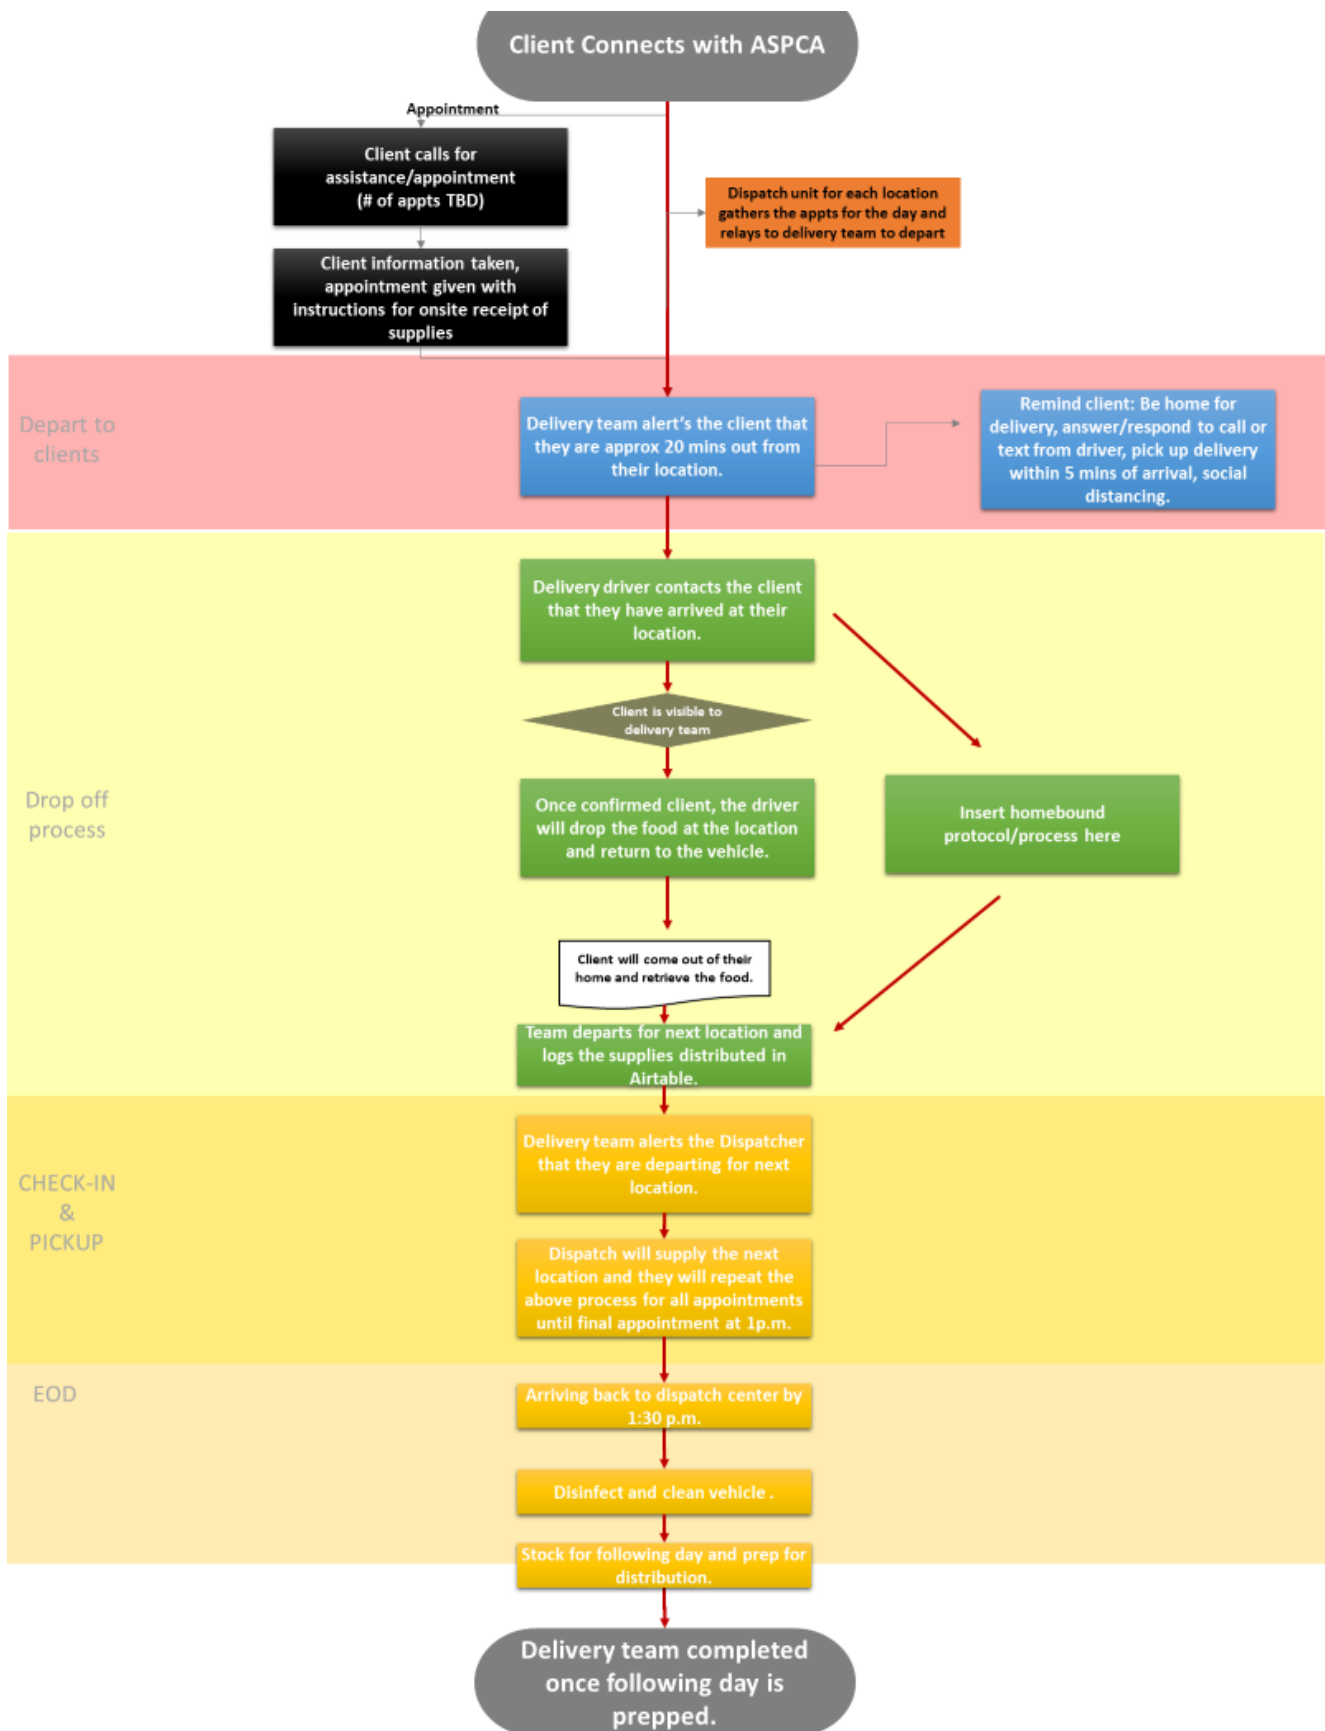 Client Connects with ASPCA
Appointment
Client calls for
assistance/appointment
(# of appts TBD)
Dispatch unit for each location
gathers the appts for the day and
relays to delivery team to depart
Client information taken,
appointment given with
instructions for onsite receipt of
supplies
Depart to
clients
Delivery team alert's the client that
they are approx 20 mins out from
their location.
Remind client: Be home for
delivery, answer/respond to call or
text from driver, pick up delivery
within 5 mins of arrival, social
distancing.
Drop off
process
Delivery driver contacts the client
that they have arrived at their
location.
Client is visible to
delivery team
Once confirmed client, the driver
will drop the food at the location
and return to the vehicle.
Insert homebound
protocol/process here
Client will come out of their
home and retrieve the food.
Team departs for next location and
logs the supplies distributed in
Airtable.
CHECK-IN
&
PICKUP
Delivery team alerts the Dispatcher
that they are departing for next
location.
Dispatch will supply the next
location and they will repeat the
above process for all appointments
until final appointment at 1p.m.
EOD
Arriving back to dispatch center by
1:30 p.m.
Disinfect and clean vehicle .
Stock for following day and prep for
distribution.
Delivery team completed
once following day is
prepped.